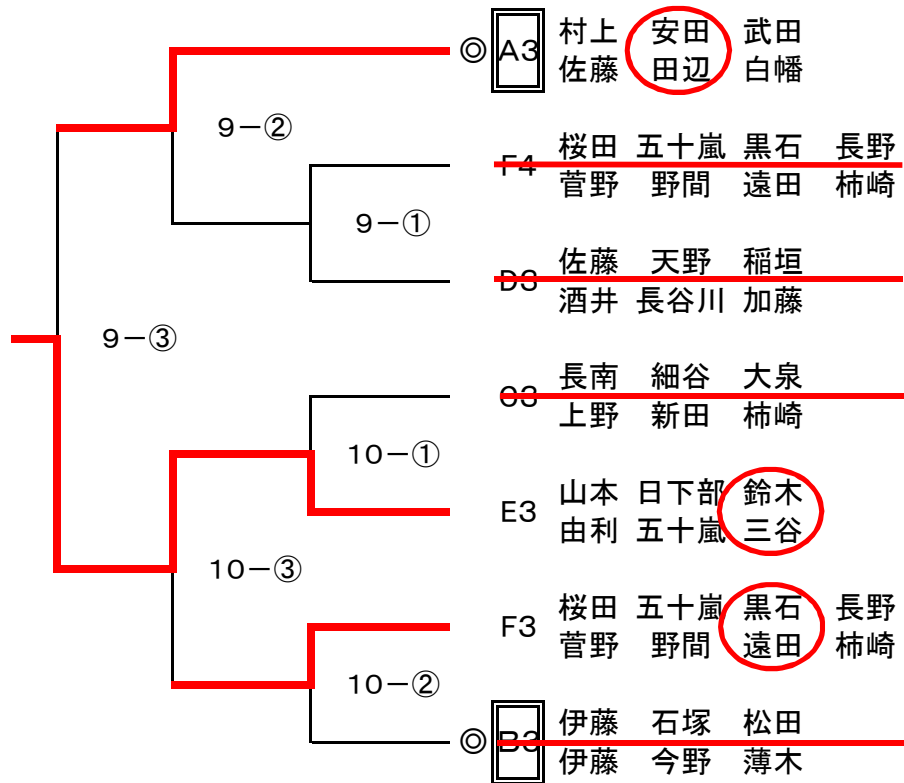 ◎ A3 村上 安田 武田
佐藤 田辺 白幡
9-②
F4 桜田 五十嵐 黒石 長野
菅野 野間 遠田 柿崎
9-①
D3 佐藤 天野 稲垣
酒井 長谷川 加藤
9-③
C3 長南 細谷 大泉
上野 新田 柿崎
10-①
E3 山本 日下部 鈴木
由利 五十嵐 三谷
10-③
F3 桜田 五十嵐 黒石 長野
菅野 野間 遠田 柿崎
10-②
◎ B3 伊藤 石塚 松田
伊藤 今野 薄木